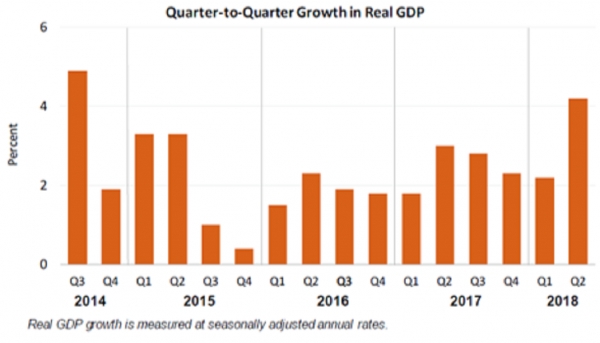 Quarter-to-Quarter Growth in Real GDP
6
4
2
0
Percent
Q3 Q4 Q1 Q2 Q3 Q4 Q1 Q2 Q3 Q4 Q1 Q2 Q3 Q4 Q1 Q2
2014 2015 2016 2017 2018
Real GDP growth is measured at seasonally adjusted annual rates.